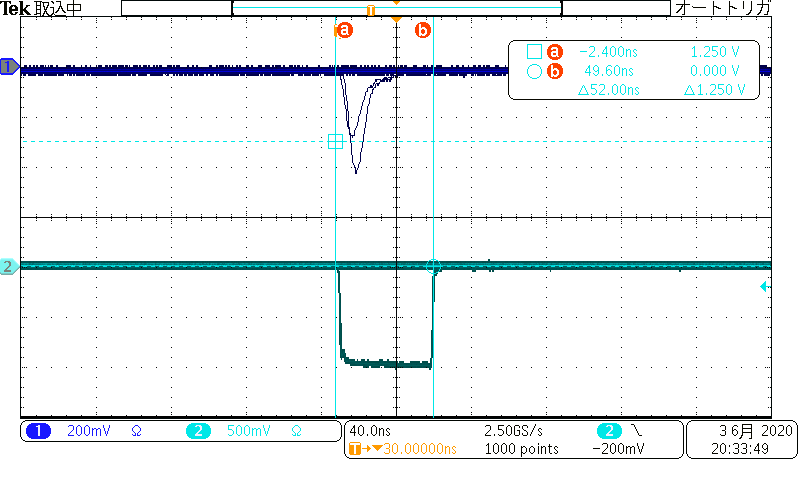 Tek 取込中 T オートトリガ
a b
a −2.400ns 1.250 V
b 49.60ns 0.000 V
△52.00ns △1.250 V
1
2
1 200mV Ω 2 500mV Ω 40.0ns 2.50GS/s 2 3 6月 2020
T→▼30.00000ns 1000 points −200mV 20:33:49